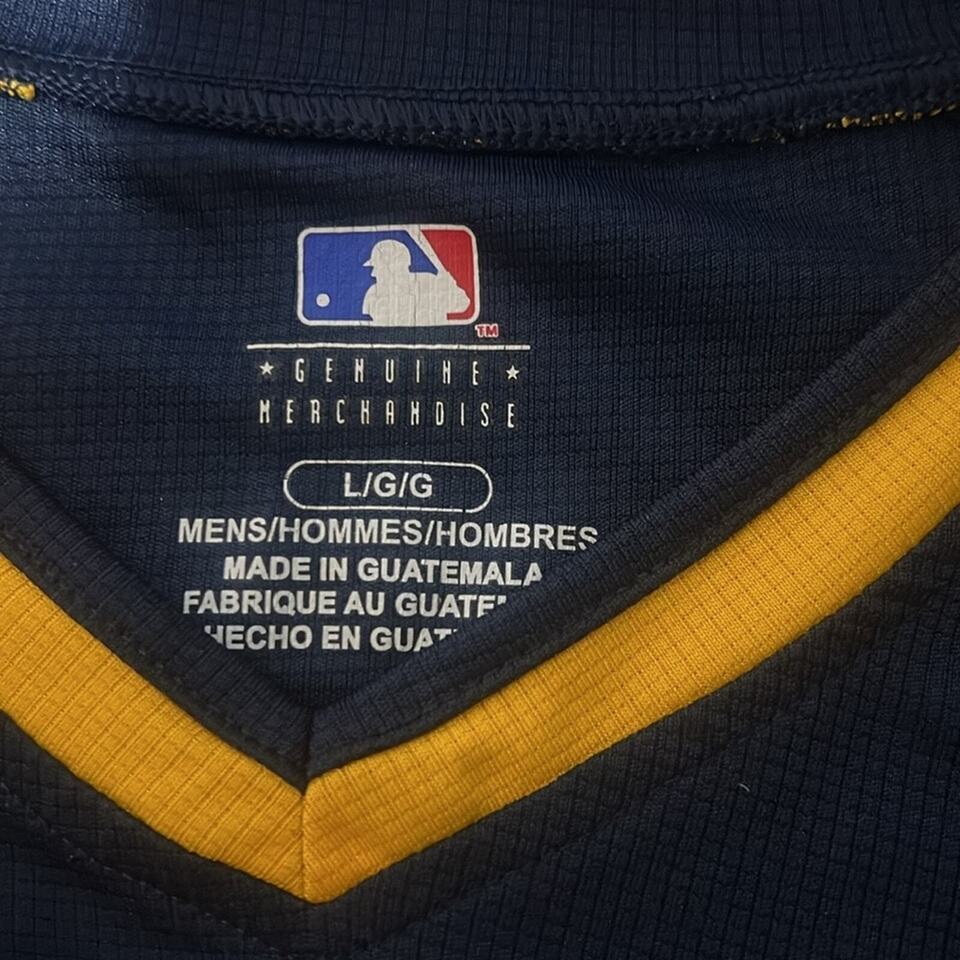 TM
★ GENUINE ★
MERCHANDISE
L/G/G
MENS/HOMMES/HOMBRES
MADE IN GUATEMALA
FABRIQUE AU
HECHO EN